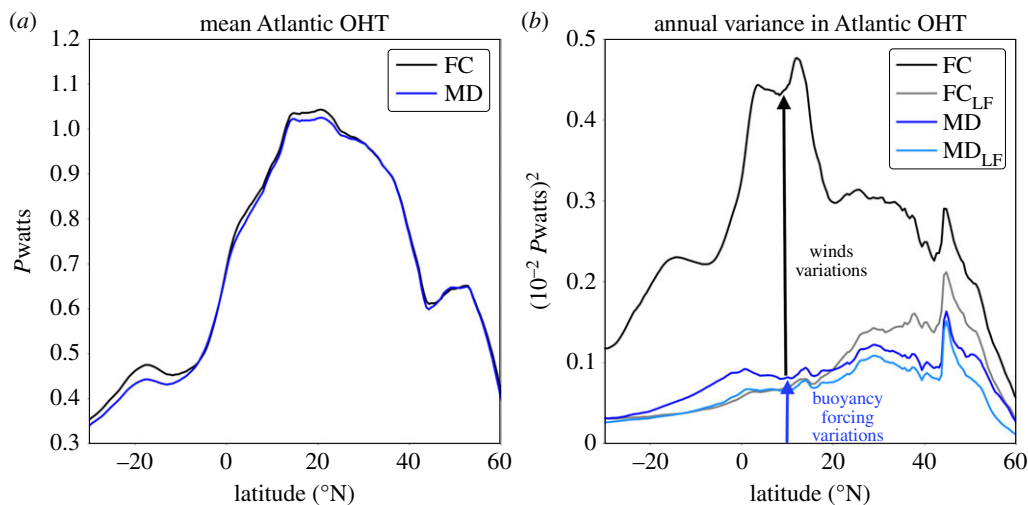 (a) mean Atlantic OHT
1.2
1.1
1.0
0.9
0.8
0.7
0.6
0.5
0.4
0.3
Pwatts
FC
MD
−20 0 20 40 60
latitude (°N)
(b) annual variance in Atlantic OHT
0.5
0.4
0.3
0.2
0.1
0
(10⁻² Pwatts)²
FC
FC_LF
MD
MD_LF
winds
variations
buoyancy
forcing
variations
−20 0 20 40 60
latitude (°N)